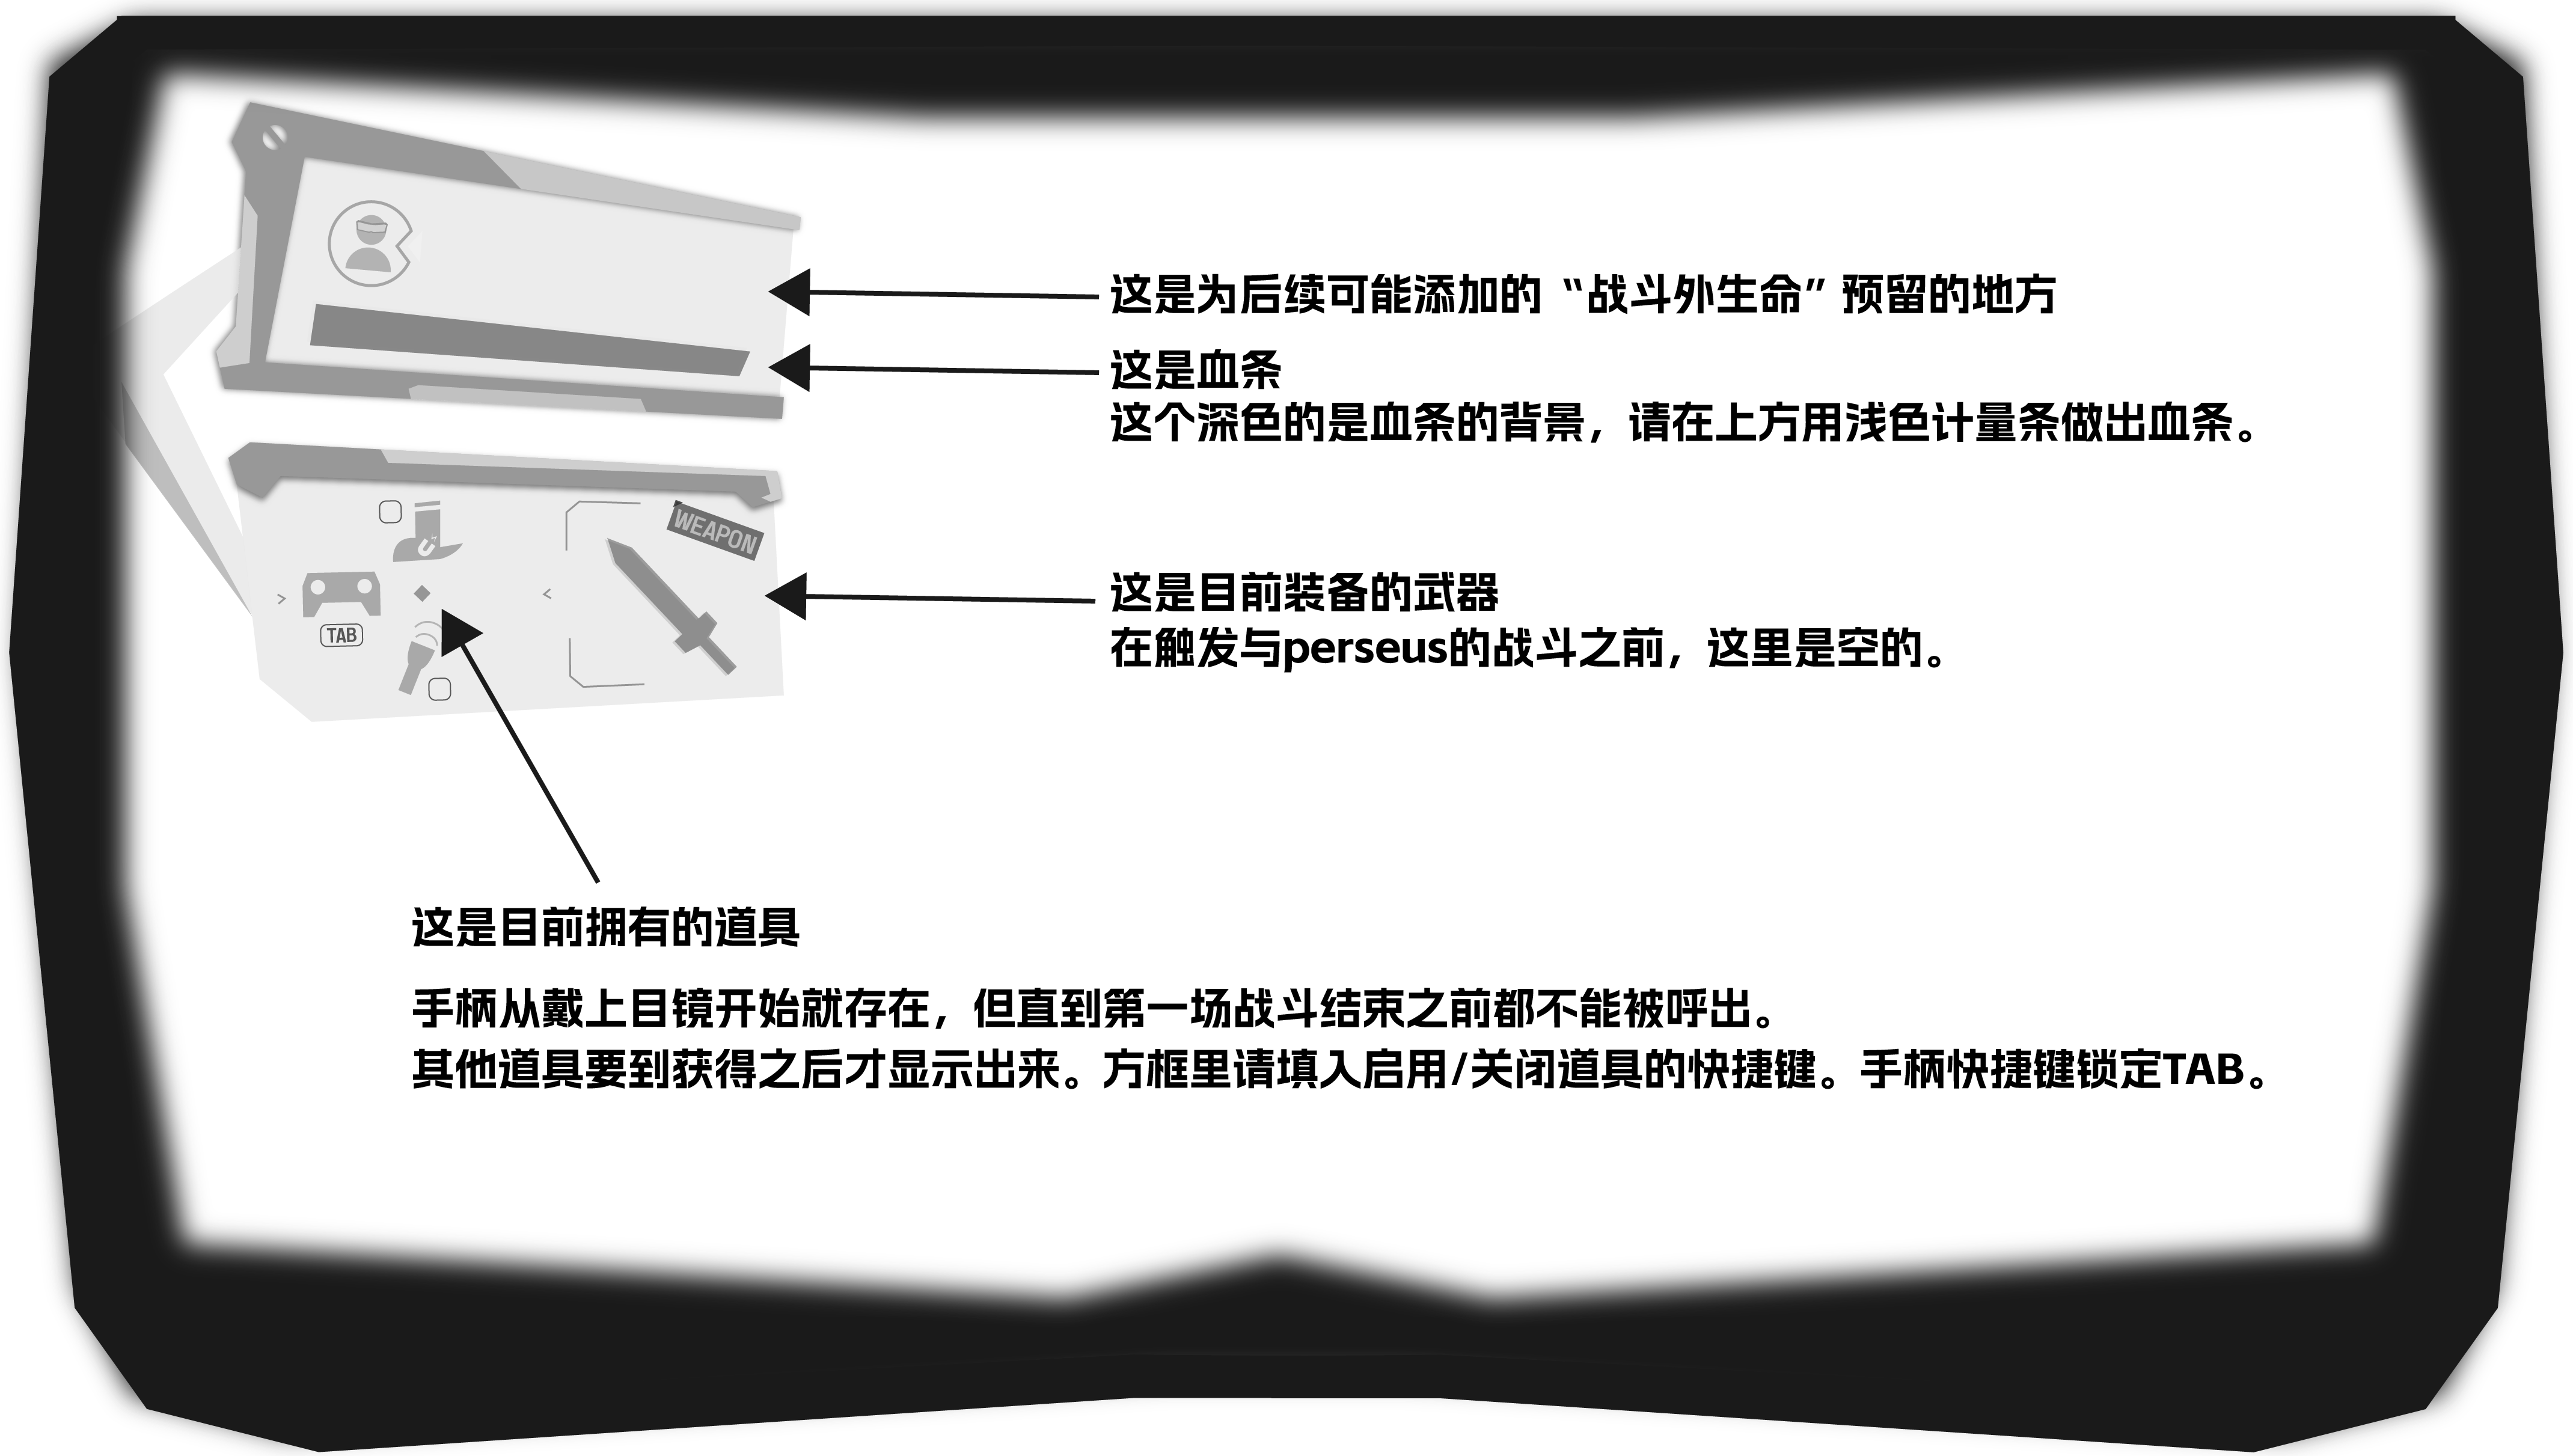 这是为后续可能添加的“战斗外生命”预留的地方
这是血条
这个深色的是血条的背景，请在上方用浅色计量条做出血条。
WEAPON
这是目前装备的武器
在触发与perseus的战斗之前，这里是空的。
TAB
这是目前拥有的道具
手柄从戴上目镜开始就存在，但直到第一场战斗结束之前都不能被呼出。
其他道具要到获得之后才显示出来。方框里请填入启用/关闭道具的快捷键。手柄快捷键锁定TAB。